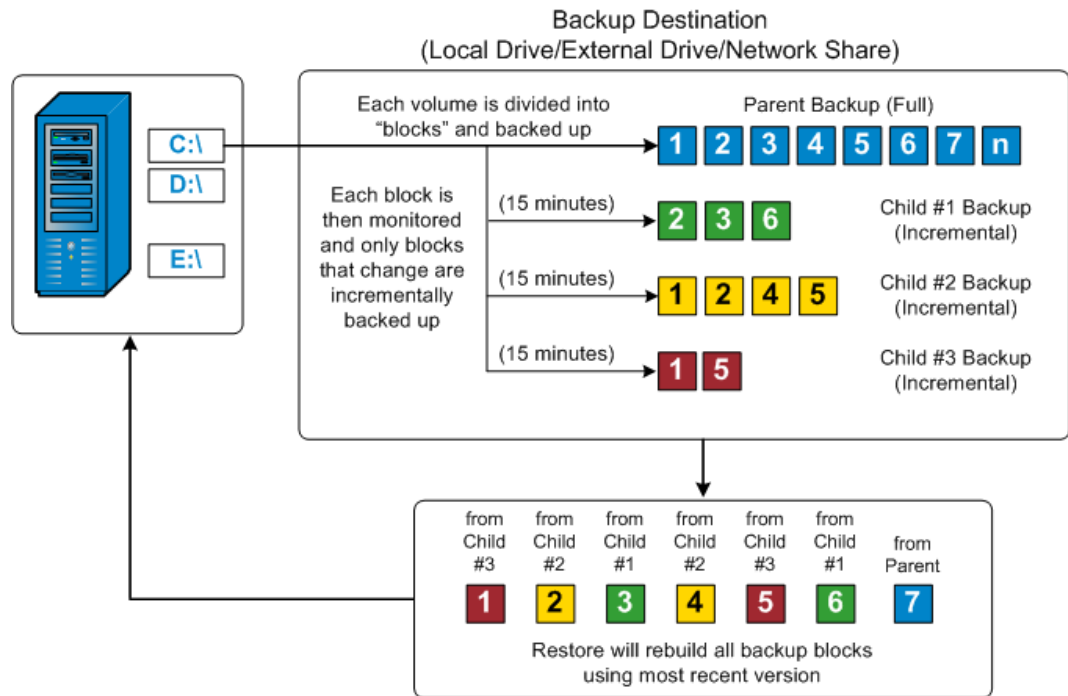 Backup Destination
(Local Drive/External Drive/Network Share)
C:\
D:\
E:\
Each volume is divided into
“blocks” and backed up
Parent Backup (Full)
1 2 3 4 5 6 7 n
Each block is
then monitored
and only blocks
that change are
incrementally
backed up
(15 minutes)
2 3 6
Child #1 Backup
(Incremental)
(15 minutes)
1 2 4 5
Child #2 Backup
(Incremental)
(15 minutes)
1 5
Child #3 Backup
(Incremental)
from
Child
#3
from
Child
#2
from
Child
#1
from
Child
#2
from
Child
#3
from
Child
#1
from
Parent
1 2 3 4 5 6 7
Restore will rebuild all backup blocks
using most recent version